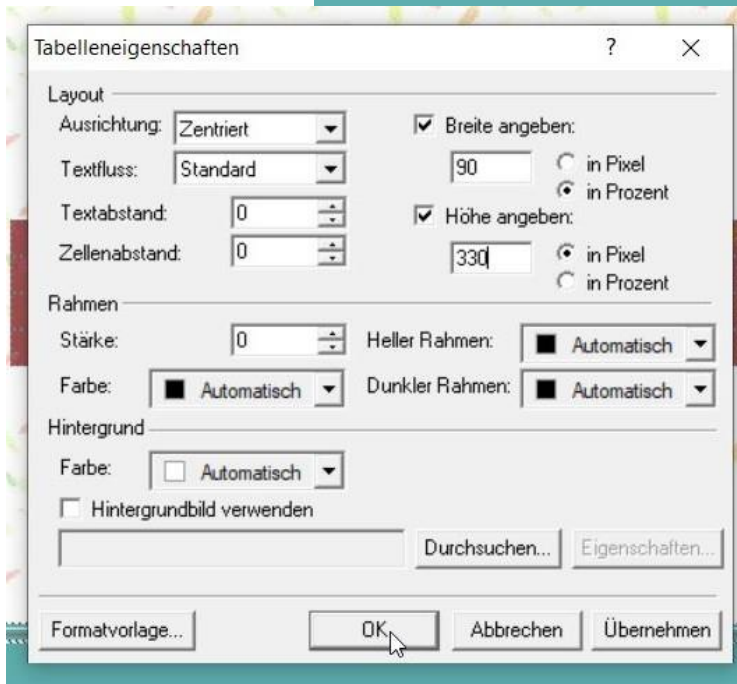 Tabelleneigenschaften ?
Layout
Ausrichtung: Zentriert
Breite angeben:
90 in Pixel
in Prozent
Textfluss: Standard
Textabstand: 0
Höhe angeben:
330 in Pixel
in Prozent
Zellenabstand: 0
Rahmen
Stärke: 0
Heller Rahmen: Automatisch
Farbe: Automatisch
Dunkler Rahmen: Automatisch
Hintergrund
Farbe: Automatisch
Hintergrundbild verwenden
Durchsuchen... Eigenschaften...
Formatvorlage... OK Abbrechen Übernehmen